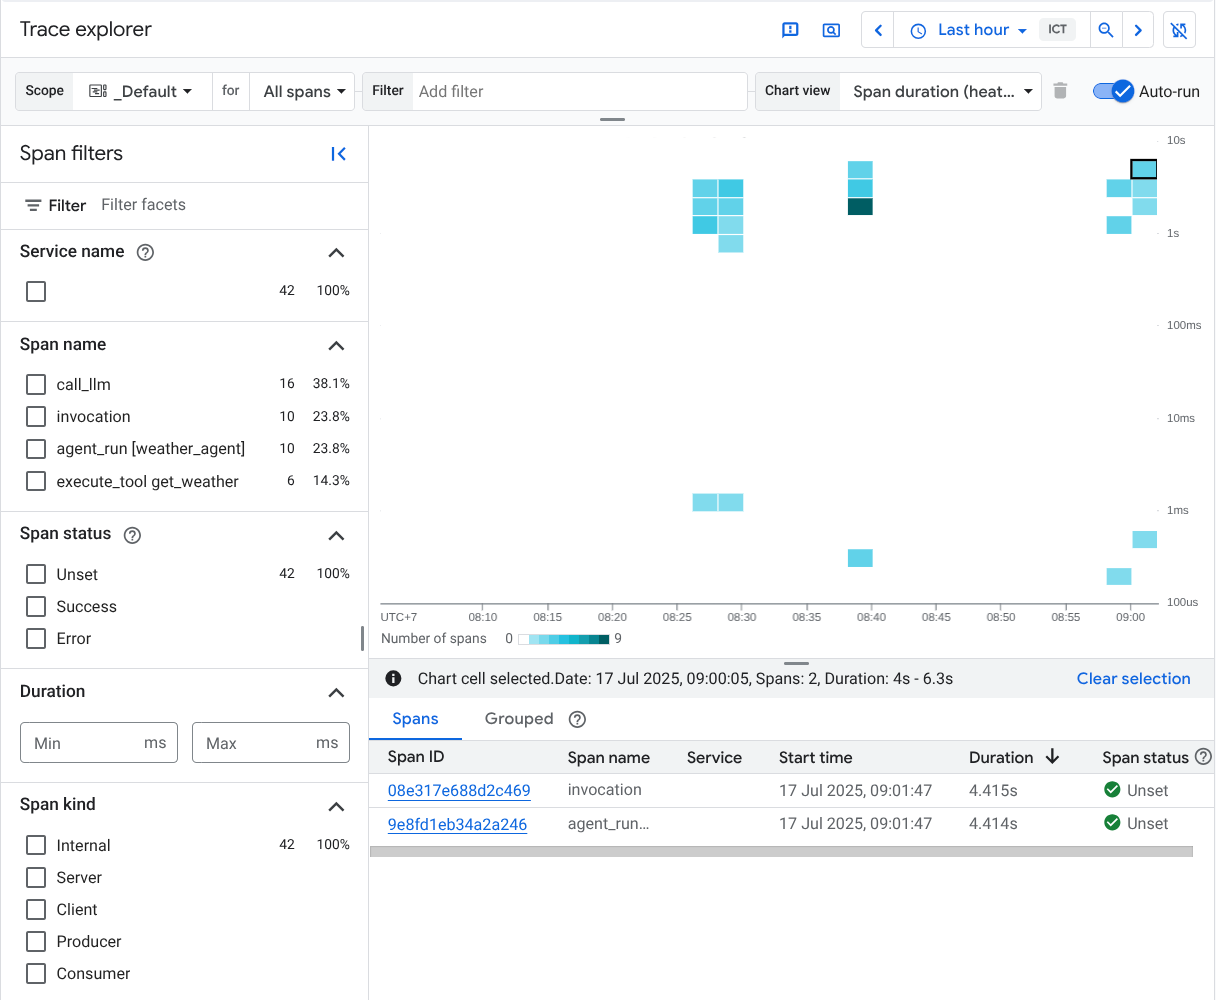 Trace explorer
Last hour
ICT
Scope
_Default
for
All spans
Filter
Add filter
Chart view
Span duration (heat...
Auto-run
Span filters
Filter
Filter facets
Service name
42 100%
Span name
call_llm 16 38.1%
invocation 10 23.8%
agent_run [weather_agent] 10 23.8%
execute_tool get_weather 6 14.3%
Span status
Unset 42 100%
Success
Error
Duration
Min ms
Max ms
Span kind
Internal 42 100%
Server
Client
Producer
Consumer
10s
1s
100ms
10ms
1ms
100us
UTC+7 08:10 08:15 08:20 08:25 08:30 08:35 08:40 08:45 08:50 08:55 09:00
Number of spans 0 9
Chart cell selected.Date: 17 Jul 2025, 09:00:05, Spans: 2, Duration: 4s - 6.3s
Clear selection
Spans
Grouped
Span ID Span name Service Start time Duration Span status
08e317e688d2c469 invocation 17 Jul 2025, 09:01:47 4.415s Unset
9e8fd1eb34a2a246 agent_run... 17 Jul 2025, 09:01:47 4.414s Unset